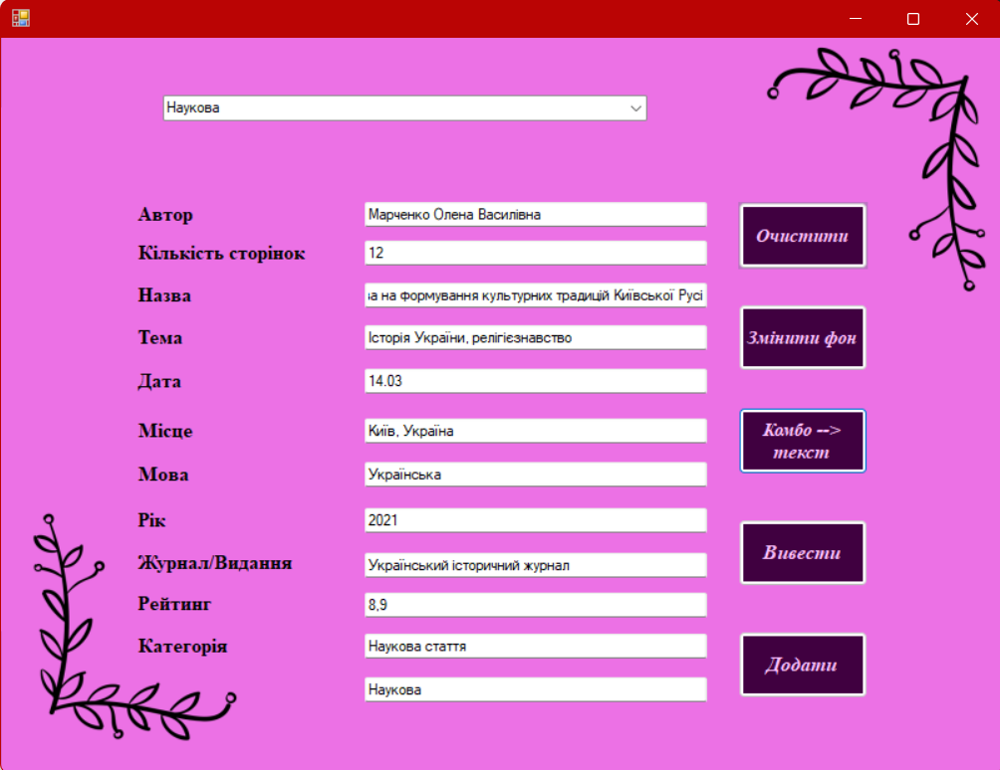 Наукова
Автор
Марченко Олена Василівна
Очистити
Кількість сторінок
12
Назва
на формування культурних традицій Київської Русі
Тема
Історія України, релігієзнавство
Змінити фон
Дата
14.03
Місце
Київ, Україна
Комбо -->
текст
Мова
Українська
Рік
2021
Вивести
Журнал/Видання
Український історичний журнал
Рейтинг
8,9
Категорія
Наукова стаття
Додати
Наукова